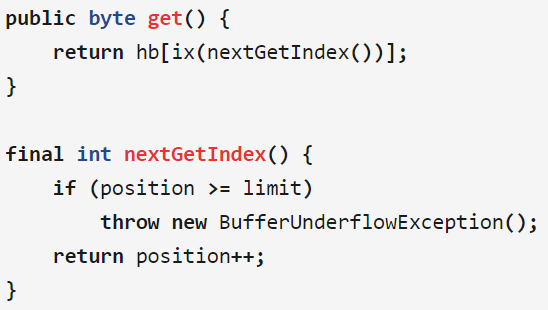 public byte get() {
    return hb[ix(nextGetIndex())];
}
final int nextGetIndex() {
    if (position >= limit)
        throw new BufferUnderflowException();
    return position++;
}